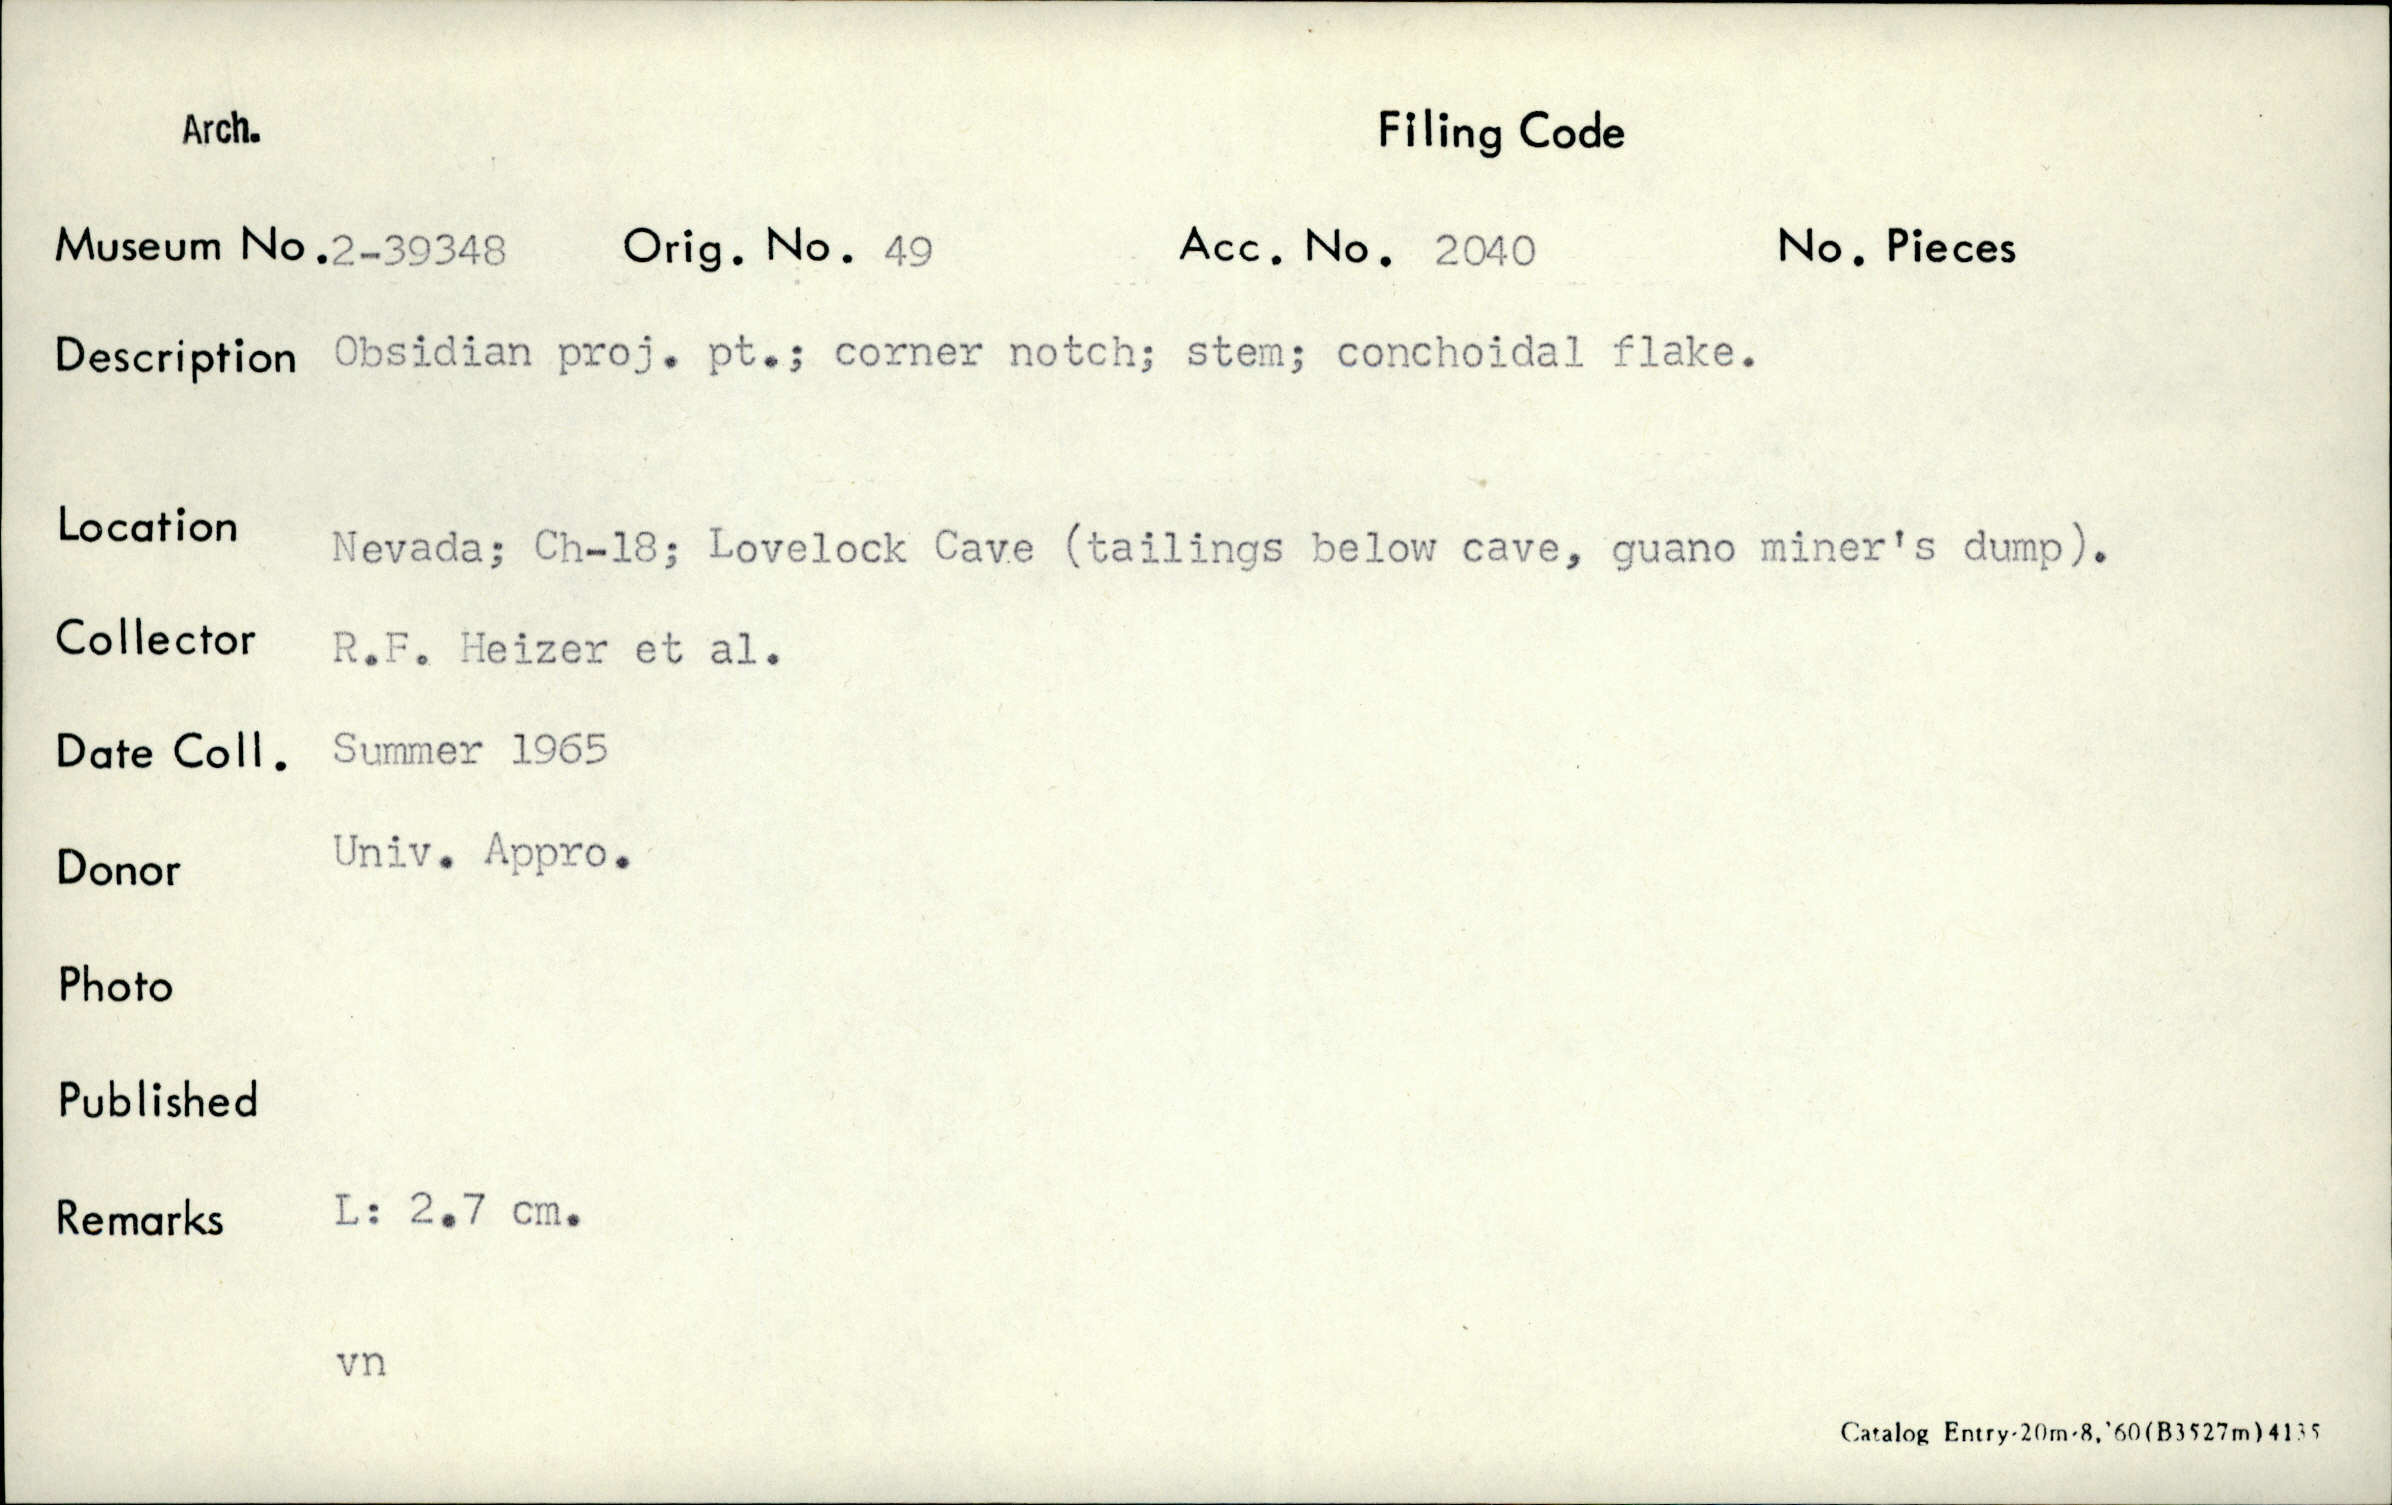 Arch. Filing Code
Museum No. 2-39348 Orig. No. 49 Acc. No. 2040 No. Pieces
Description Obsidian proj. pt.; corner notch; stem; conchoidal flake.
Location Nevada; Ch-18; Lovelock Cave (tailings below cave, guano miner's dump).
Collector R.F. Heizer et al.
Date Coll. Summer 1965
Donor Univ. Appro.
Photo
Published
Remarks L: 2.7 cm.
vn
Catalog Entry-20m-8,'60(B3527m)4135